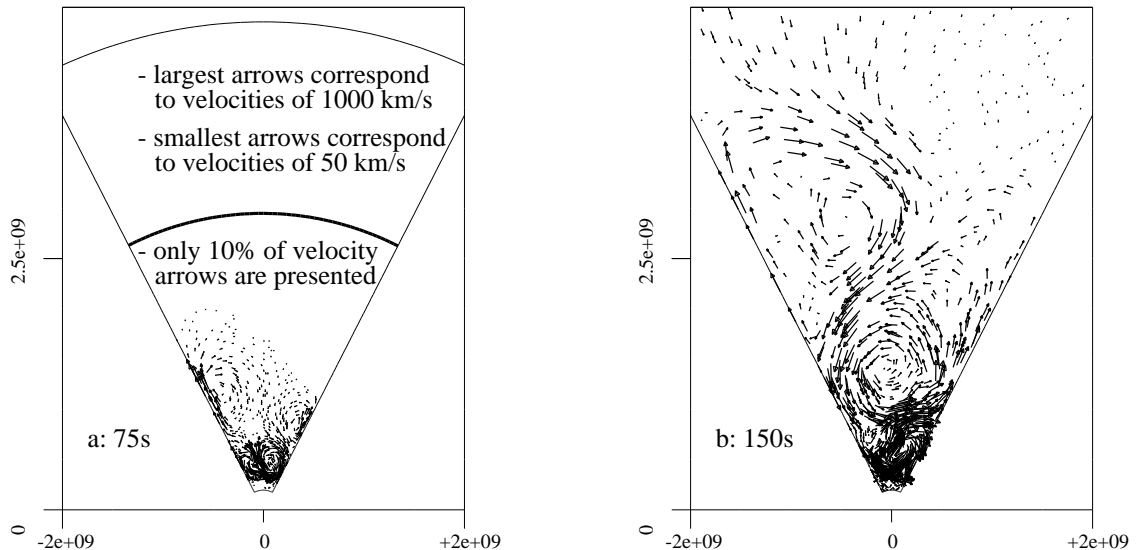 - largest arrows correspond
to velocities of 1000 km/s
- smallest arrows correspond
to velocities of 50 km/s
- only 10% of velocity
arrows are presented
a: 75s
2.5e+09
0
-2e+09 0 +2e+09
b: 150s
2.5e+09
0
-2e+09 0 +2e+09